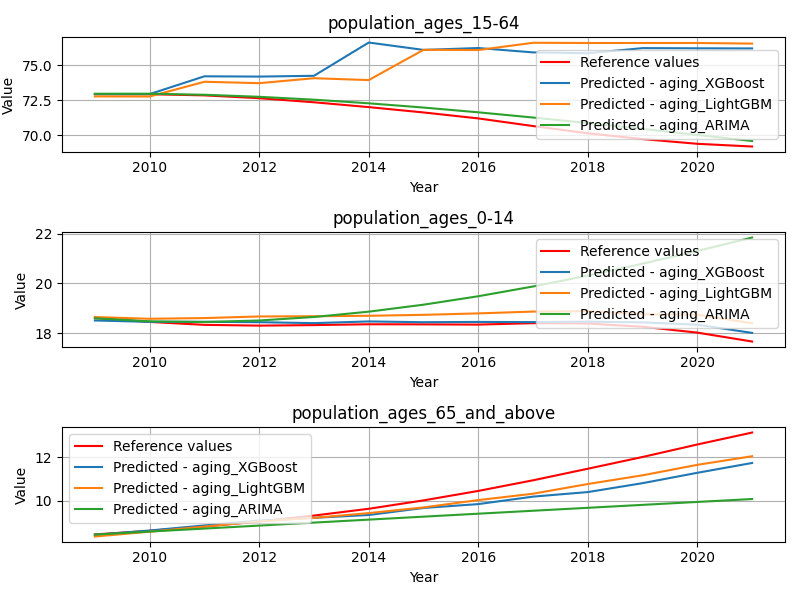 population_ages_15-64
Value
75.0
72.5
70.0
Reference values
Predicted - aging_XGBoost
Predicted - aging_LightGBM
Predicted - aging_ARIMA
2010 2012 2014 2016 2018 2020
Year
population_ages_0-14
Value
22
20
18
Reference values
Predicted - aging_XGBoost
Predicted - aging_LightGBM
Predicted - aging_ARIMA
2010 2012 2014 2016 2018 2020
Year
population_ages_65_and_above
Value
12
10
Reference values
Predicted - aging_XGBoost
Predicted - aging_LightGBM
Predicted - aging_ARIMA
2010 2012 2014 2016 2018 2020
Year